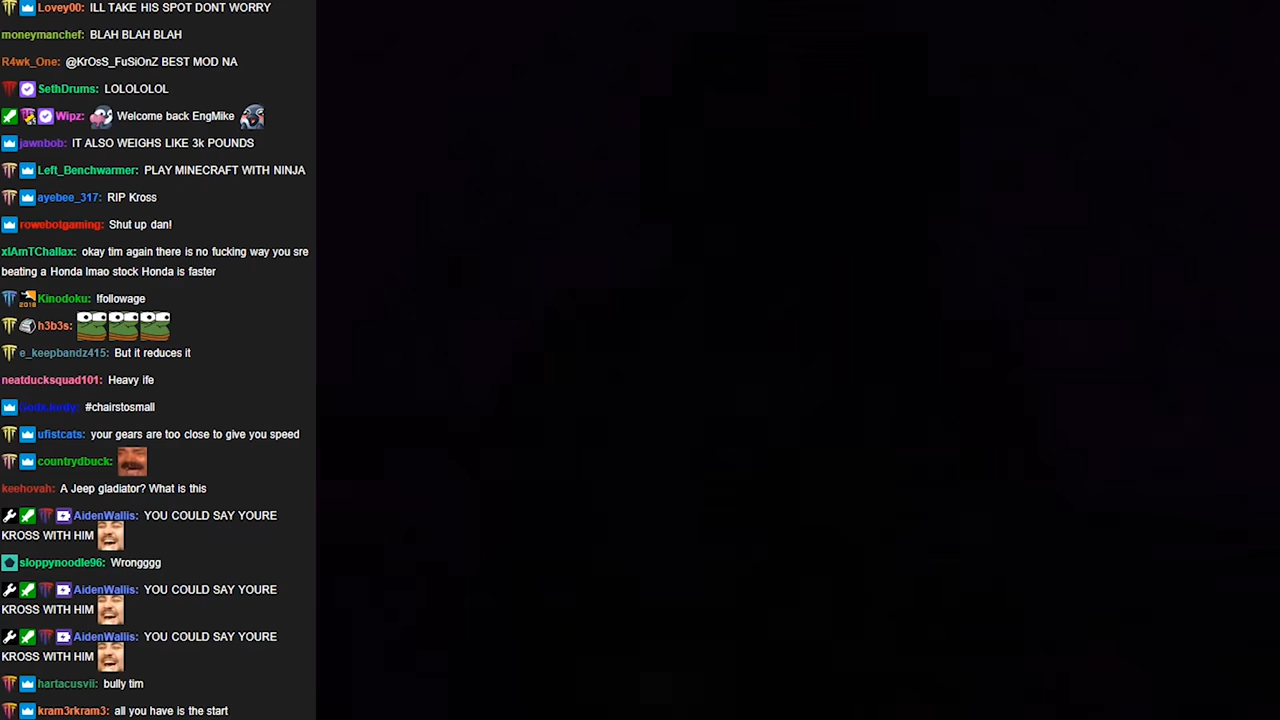 Lovey00: ILL TAKE HIS SPOT DONT WORRY
moneymanchef: BLAH BLAH BLAH
R4wk_One: @KrOsS_FuSiOnZ BEST MOD NA
SethDrums: LOLOLOLOL
Wipz: Welcome back EngMike
jawnbob: IT ALSO WEIGHS LIKE 3k POUNDS
Left_Benchwarmer: PLAY MINECRAFT WITH NINJA
ayebee_317: RIP Kross
rowebotgaming: Shut up dan!
xIAmTChallax: okay tim again there is no fucking way you sre
beating a Honda lmao stock Honda is faster
Kinodoku: !followage
h3b3s:
e_keepbandz415: But it reduces it
neatducksquad101: Heavy ife
#chairstosmall
ufistcats: your gears are too close to give you speed
countrydbuck:
keehovah: A Jeep gladiator? What is this
AidenWallis: YOU COULD SAY YOURE
KROSS WITH HIM
sloppynoodle96: Wrongggg
AidenWallis: YOU COULD SAY YOURE
KROSS WITH HIM
AidenWallis: YOU COULD SAY YOURE
KROSS WITH HIM
hartacusvii: bully tim
kram3rkram3: all you have is the start